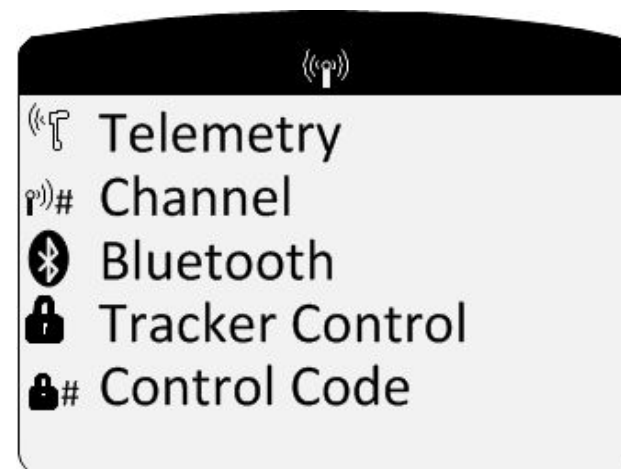 Telemetry
# Channel
Bluetooth
Tracker Control
# Control Code